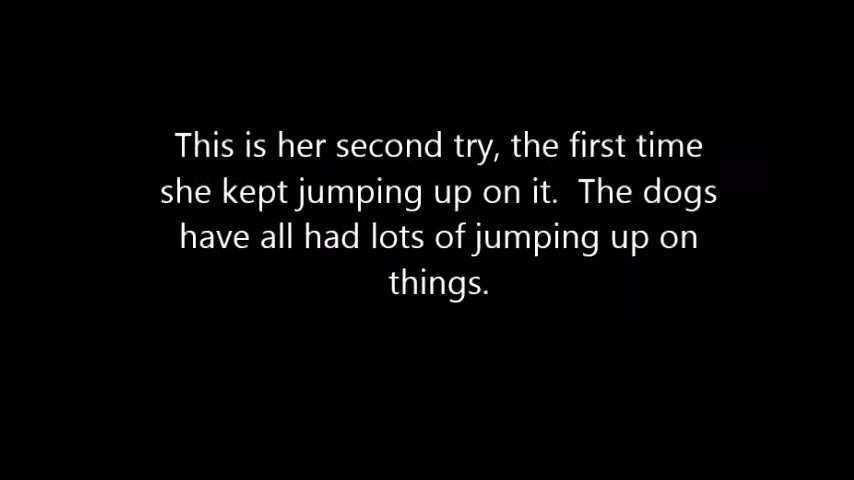 This is her second try, the first time
she kept jumping up on it.  The dogs
have all had lots of jumping up on
things.